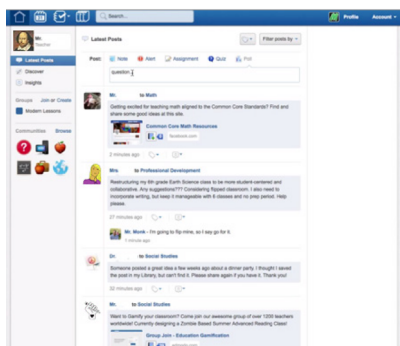 Search...
Profile
Account
Mr.
Teacher
Latest Posts
Discover
Insights
Groups Join or Create
Modern Lessons
Communities Browse
Latest Posts
Filter posts by
Post: Note Alert Assignment Quiz Poll
question
Mr. to Math
Getting excited for teaching math aligned to the Common Core Standards? Find and
share some good ideas at this site.
Common Core Math Resources
facebook.com
2 minutes ago
Mrs to Professional Development
Restructuring my 6th grade Earth Science class to be more student-centered and
collaborative. Any suggestions??? Considering flipped classroom. I also need to
incorporate writing, but keep it manageable with 6 classes and no prep period. Help
please.
27 minutes ago
Mr. Monk - I'm going to flip mine, so I say go for it.
1 minute ago
Dr. to Social Studies
Someone posted a great idea a few weeks ago about a dinner party. I thought I saved
the post in my Library, but can't find it. Please share again if you have it. Thank you!
32 minutes ago
Mr. to Social Studies
Want to Gamify your classroom? Come join our awesome group of over 1200 teachers
worldwide! Currently designing a Zombie Based Summer Advanced Reading Class!
Group Join - Education Gamification